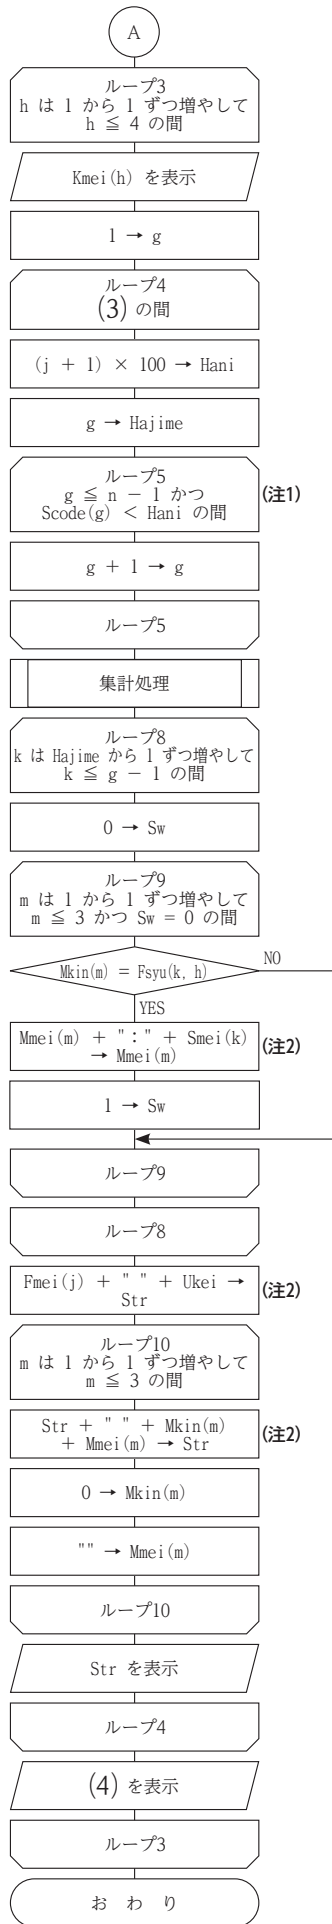 A
ループ3
h は 1 から 1 ずつ増やして
h ≦ 4 の間
Kmei(h) を表示
1 → g
ループ4
(3) の間
(j + 1) × 100 → Hani
g → Hajime
ループ5
g ≦ n - 1 かつ
Scode(g) < Hani の間
(注1)
g + 1 → g
ループ5
集計処理
ループ8
k は Hajime から 1 ずつ増やして
k ≦ g - 1 の間
0 → Sw
ループ9
m は 1 から 1 ずつ増やして
m ≦ 3 かつ Sw = 0 の間
Mkin(m) = Fsyu(k, h)
NO
YES
Mmei(m) + ":" + Smei(k)
→ Mmei(m)
(注2)
1 → Sw
ループ9
ループ8
Fmei(j) + " " + Ukei →
Str
(注2)
ループ10
m は 1 から 1 ずつ増やして
m ≦ 3 の間
Str + " " + Mkin(m)
+ Mmei(m) → Str
(注2)
0 → Mkin(m)
"" → Mmei(m)
ループ10
Str を表示
ループ4
(4) を表示
ループ3
お わ り